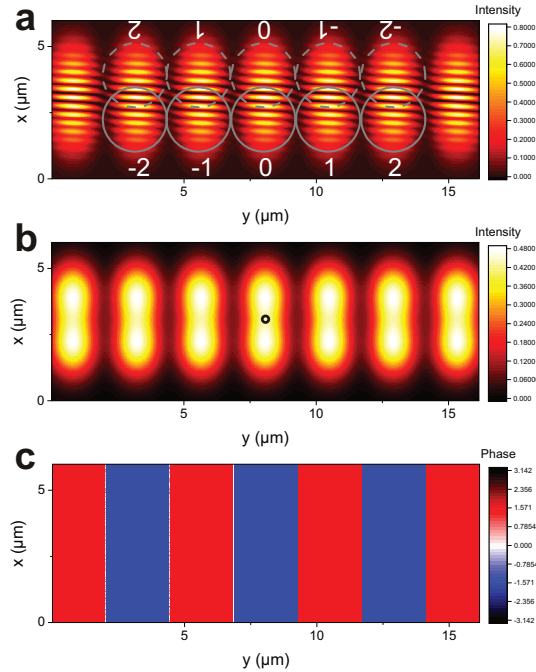 a
Intensity
6
2 1 0 -1 -2
0.8000
0.7000
0.6000
0.5000
0.4000
0.3000
0.2000
0.1000
0.000
5
x (µm)
-2 -1 0 1 2
0
5 10 15
y (µm)
b
Intensity
0.4800
0.4200
0.3600
0.3000
0.2400
0.1800
0.1200
0.06000
0.000
5
x (µm)
0
5 10 15
y (µm)
c
Phase
3.142
2.356
1.571
0.7854
0.000
-0.7854
-1.571
-2.356
-3.142
5
x (µm)
0
5 10 15
y (µm)